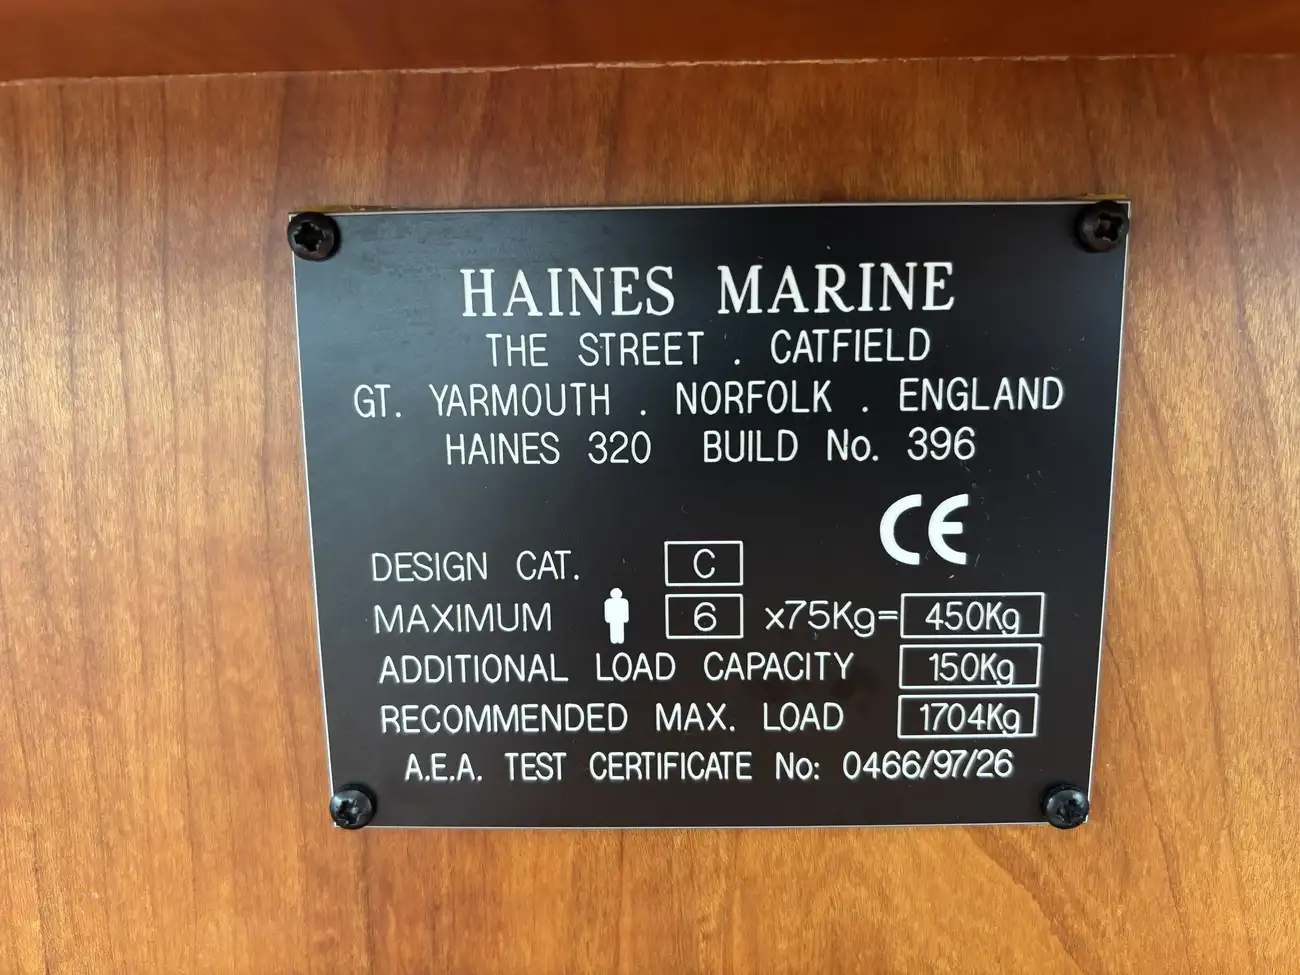 HAINES MARINE
THE STREET . CATFIELD
GT. YARMOUTH . NORFOLK . ENGLAND
HAINES 320 BUILD No. 396
CE
DESIGN CAT. C
MAXIMUM 6 x75Kg= 450Kg
ADDITIONAL LOAD CAPACITY 150Kg
RECOMMENDED MAX. LOAD 1704Kg
A.E.A. TEST CERTIFICATE No: 0466/97/26